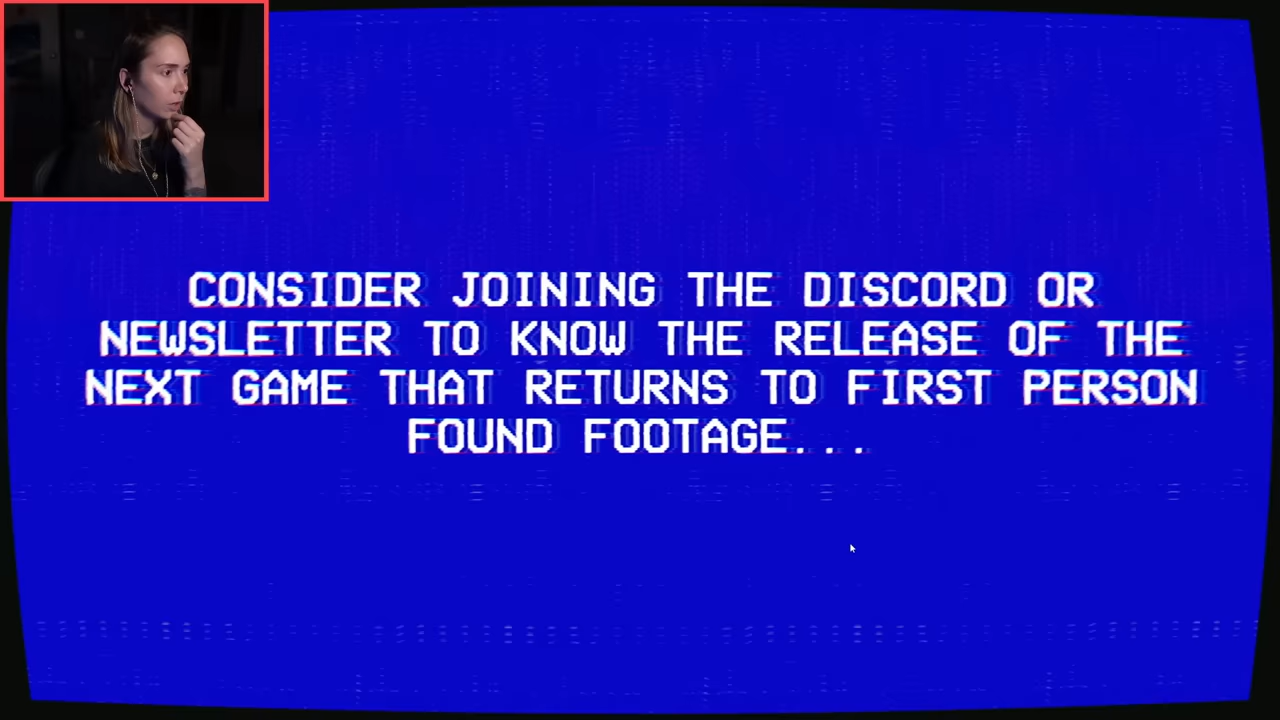 CONSIDER JOINING THE DISCORD OR
NEWSLETTER TO KNOW THE RELEASE OF THE
NEXT GAME THAT RETURNS TO FIRST PERSON
FOUND FOOTAGE...